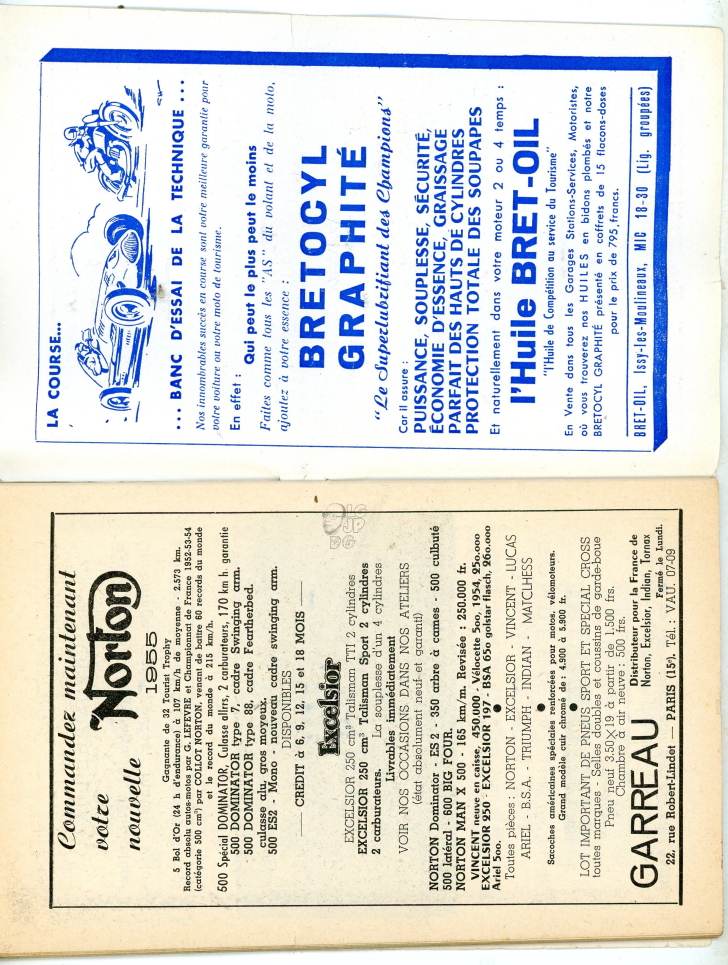 Commandez maintenant
votre
nouvelle
Norton
1955
Gagnante de 32 Tourist Trophy
5 Bol d'Or (24 h d'endurance) à 107 km/h de moyenne - 2.573 km.
Record absolu autos-motos par G. LEFEVRE et Championnat de France 1952-53-54
(catégorie 500 cm³) par COLLOT NORTON, venant de battre 60 records du monde
et le record du monde à 215 km/h.
500 Spécial DOMINATOR, culasse allers, 2 carburateurs, 170 km h. garantie
500 DOMINATOR type 7, cadre Swinging arm.
500 DOMINATOR type 88, cadre Feartherbed.
culasse alu, gros moyeux.
500 ES2 - Mono - nouveau cadre swinging arm.
DISPONIBLES
CREDIT à 6, 9, 12, 15 et 18 MOIS
Excelsior
EXCELSIOR 250 cm³ Talisman TT1 2 cylindres
EXCELSIOR 250 cm³ Talisman Sport 2 cylindres
2 carburateurs. La souplesse d'un 4 cylindres
Livrables immédiatement !
VOIR NOS OCCASIONS DANS NOS ATELIERS
(état absolument neuf et garanti)
NORTON Dominator - ES 2 - 350 arbre à cames - 500 culbuté
500 latéral - 600 BIG FOUR.
NORTON MAN X 500 - 165 km/m. Revisée : 250.000 fr.
VINCENT neuve en caisse, 450.000 - Vélocette 500, 1954, 250.000
EXCELSIOR 250 - EXCELSIOR 197 - BSA 650 golstar flasch, 260.000
Ariel 500.
Toutes pièces : NORTON - EXCELSIOR - VINCENT - LUCAS
ARIEL - B.S.A. - TRIUMPH - INDIAN - MATCLHESS
Sacoches américaines spéciales renforcées pour motos, vélomoteurs.
Grand modèle cuir chromé de : 4.900 à 5.900 fr.
LOT IMPORTANT DE PNEUS SPORT ET SPECIAL CROSS
toutes marques - Selles doubles et coussins de garde-boue
Pneu neuf 3.50×19 à partir de 1.500 frs.
Chambre à air neuve : 500 frs.
GARREAU
Distributeur pour la France de
Norton, Excelsior, Indian, Tornax
Fermé le Lundi.
22, rue Robert-Lindet — PARIS (15e). Tél : VAU. 07-09
LA COURSE...
... BANC D'ESSAI DE LA TECHNIQUE ...
Nos innombrables succès en course sont votre meilleure garantie pour
votre voiture ou votre moto de tourisme.
En effet : Qui peut le plus peut le moins
Faites comme tous les "AS" du volant et de la moto,
ajoutez à votre essence :
BRETOCYL
GRAPHITÉ
"Le Superlubrifiant des Champions"
Car il assure :
PUISSANCE, SOUPLESSE, SÉCURITÉ,
ÉCONOMIE D'ESSENCE, GRAISSAGE
PARFAIT DES HAUTS DE CYLINDRES
PROTECTION TOTALE DES SOUPAPES
Et naturellement dans votre moteur 2 ou 4 temps :
l'Huile BRET-OIL
"l'Huile de Compétition au service du Tourisme"
En Vente dans tous les Garages Stations-Services, Motoristes,
où vous trouverez nos HUILES en bidons plombés et notre
BRETOCYL GRAPHITÉ présenté en coffrets de 15 flacons-doses
pour le prix de 795, francs.
BRET-OIL, Issy-les-Moulineaux, MIC 18-30 (Lig. groupées)